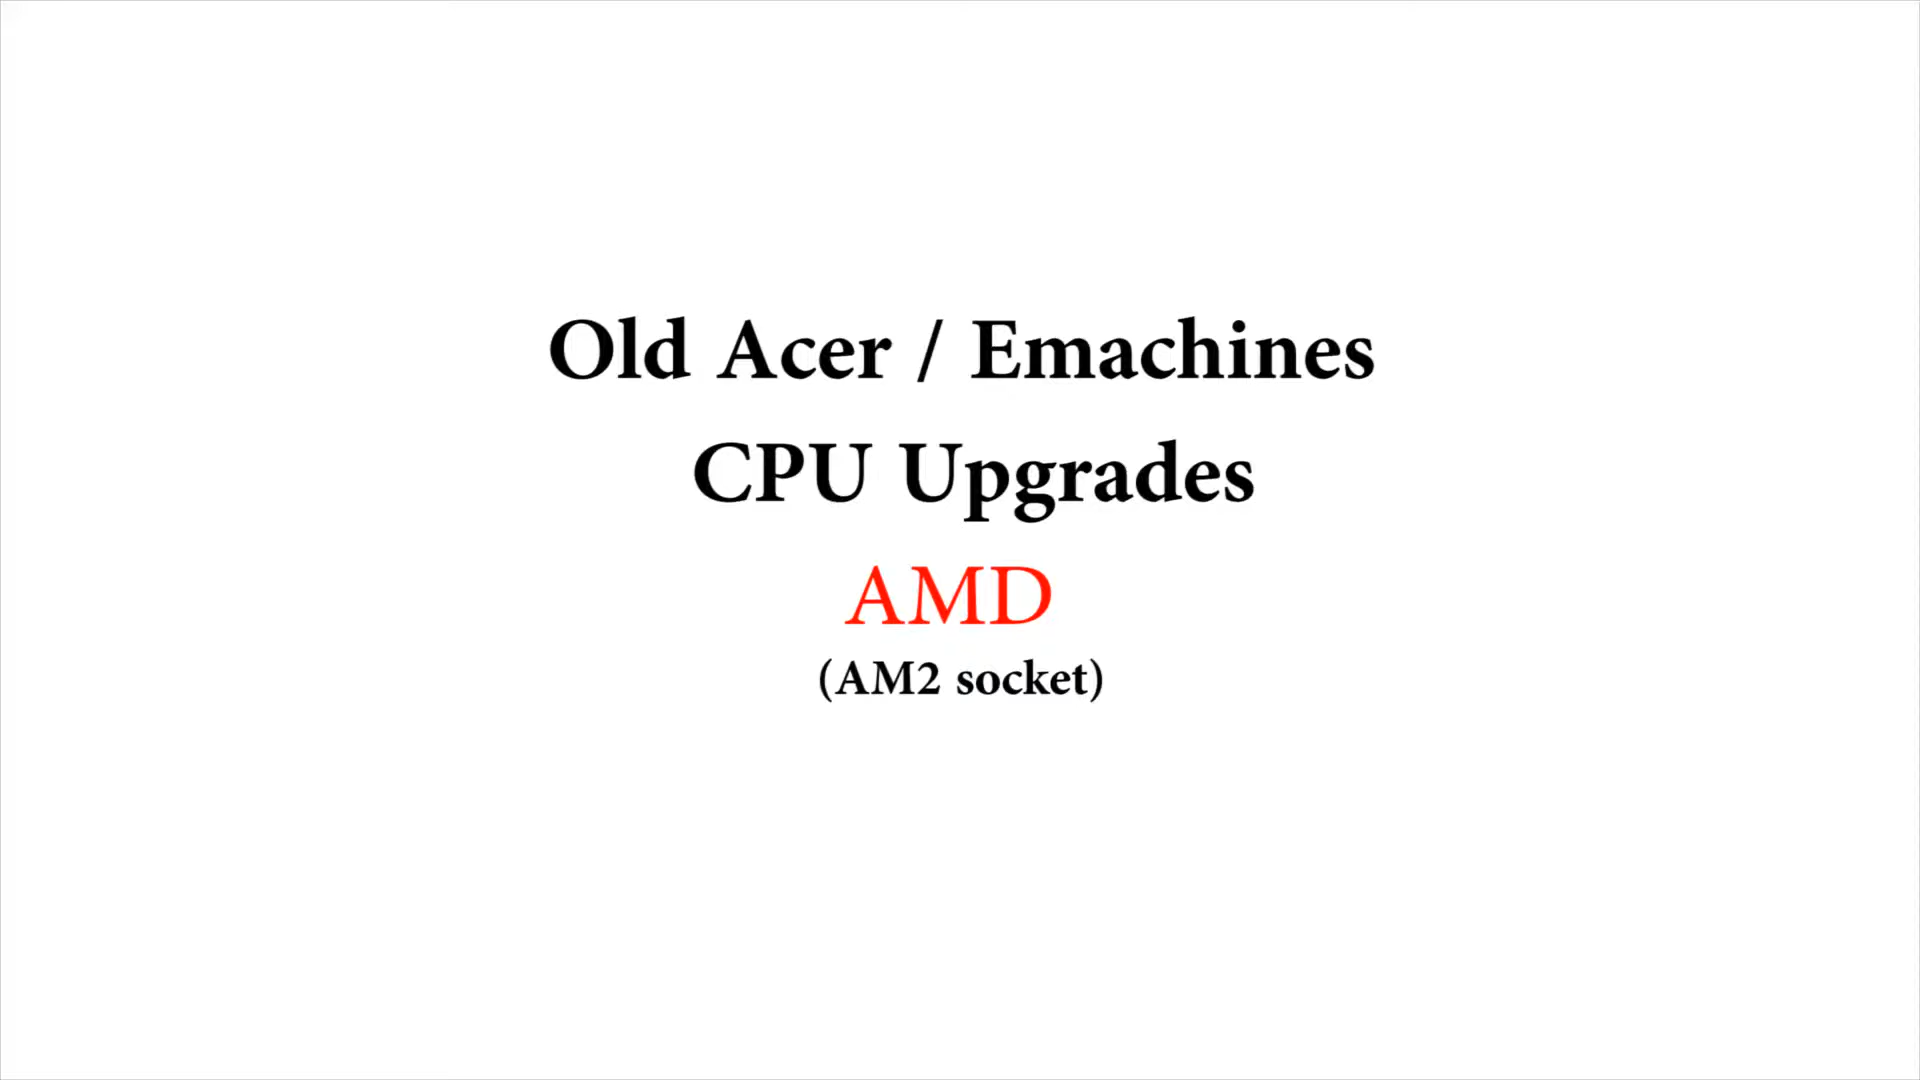 Old Acer / Emachines
CPU Upgrades
AMD
(AM2 socket)